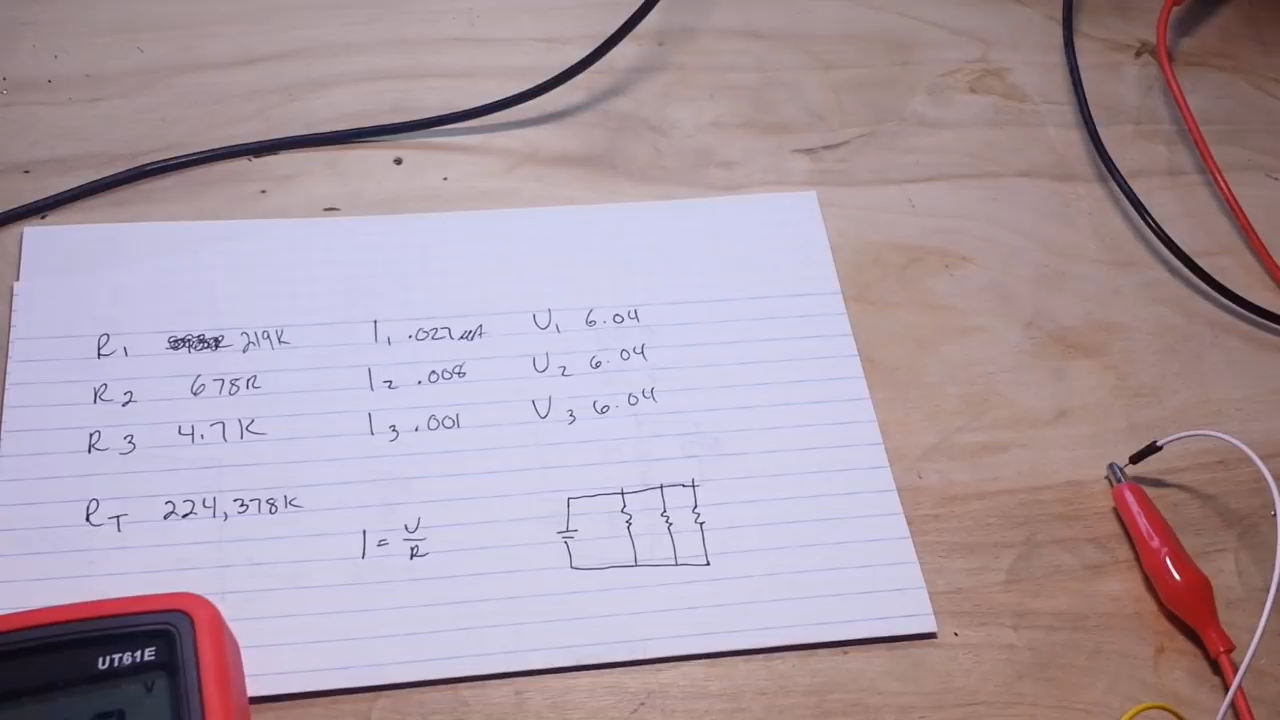 R1 219K I1 .027µA U1 6.04
R2 678R I2 .008 U2 6.04
R3 4.7K I3 .001 U3 6.04
RT 224,378K
I = U/R
UT61E
V